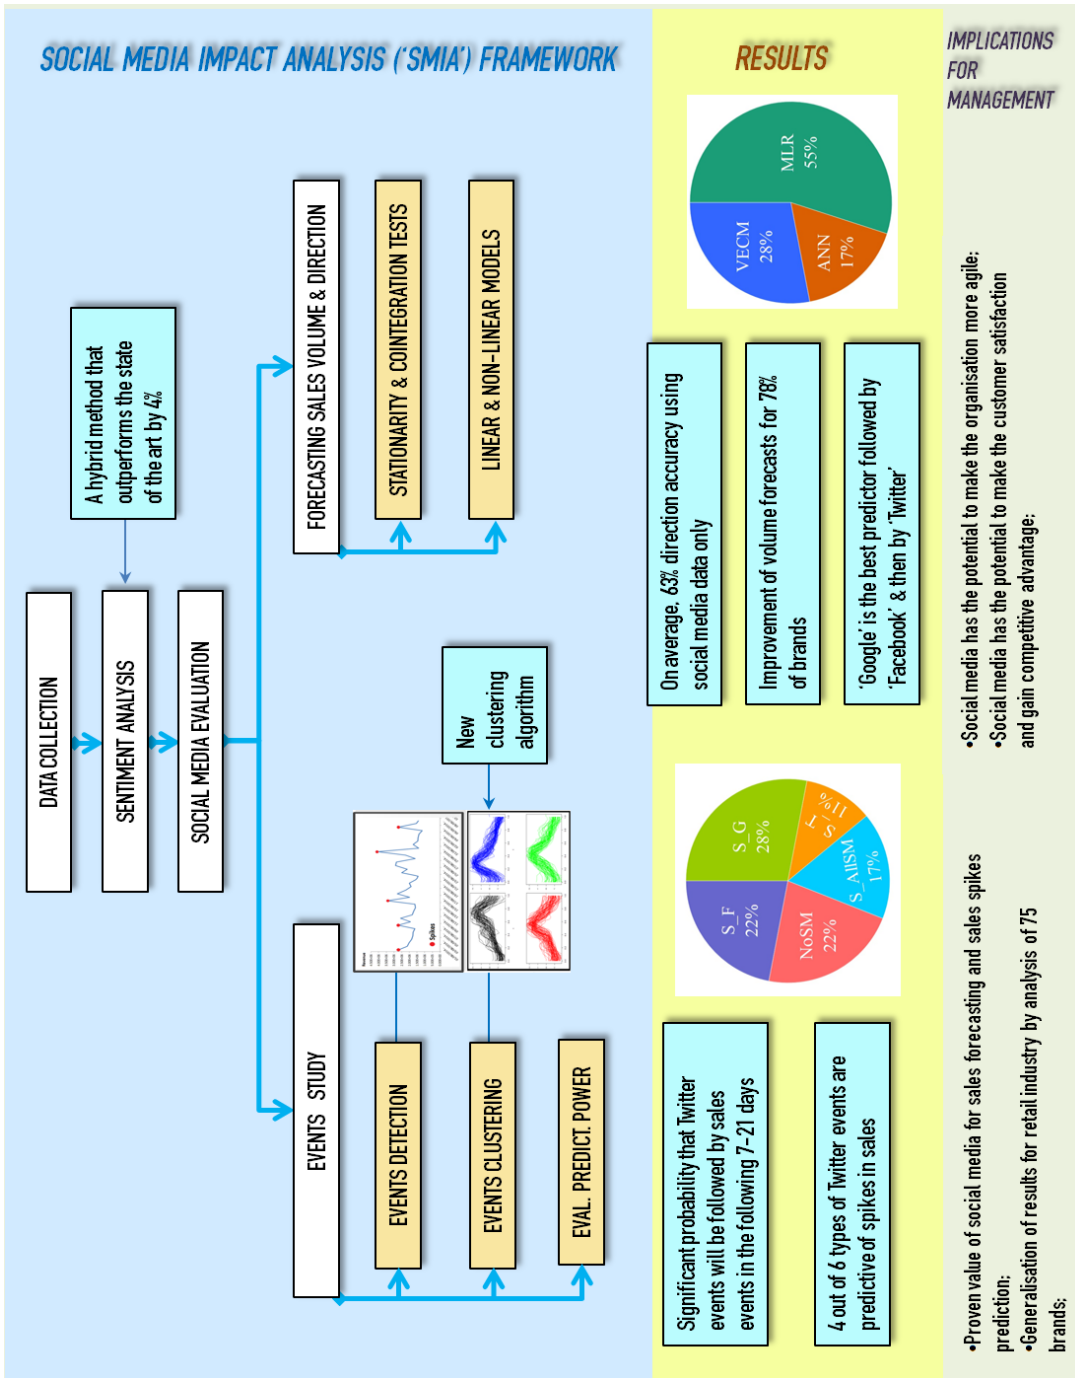 SOCIAL MEDIA IMPACT ANALYSIS ('SMIA') FRAMEWORK
DATA COLLECTION
SENTIMENT ANALYSIS
A hybrid method that
outperforms the state
of the art by 4%
SOCIAL MEDIA EVALUATION
EVENTS STUDY
EVENTS DETECTION
Spikes
EVENTS CLUSTERING
New
clustering
algorithm
EVAL. PREDICT. POWER
FORECASTING SALES VOLUME & DIRECTION
STATIONARITY & COINTEGRATION TESTS
LINEAR & NON-LINEAR MODELS
RESULTS
Significant probability that Twitter
events will be followed by sales
events in the following 7-21 days
4 out of 6 types of Twitter events are
predictive of spikes in sales
S_F
22%
S_G
28%
NoSM
22%
S_AllSM
17%
S_T
11%
On average, 63% direction accuracy using
social media data only
Improvement of volume forecasts for 78%
of brands
'Google' is the best predictor followed by
'Facebook' & then by 'Twitter'
VECM
28%
MLR
55%
ANN
17%
IMPLICATIONS
FOR
MANAGEMENT
•Proven value of social media for sales forecasting and sales spikes
prediction;
•Generalisation of results for retail industry by analysis of 75
brands;
•Social media has the potential to make the organisation more agile;
•Social media has the potential to make the customer satisfaction
and gain competitive advantage;